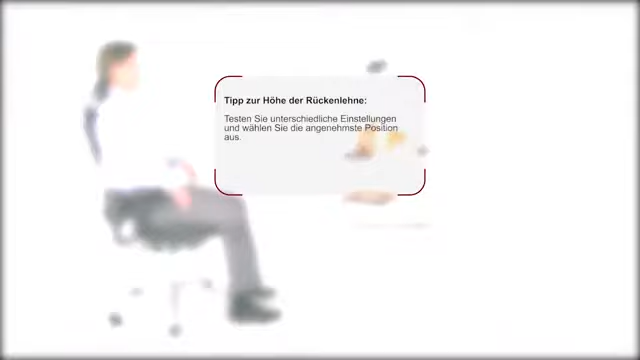 Tipp zur Höhe der Rückenlehne:
Testen Sie unterschiedliche Einstellungen
und wählen Sie die angenehmste Position
aus.